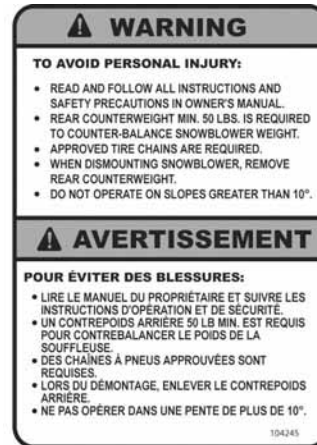 WARNING
TO AVOID PERSONAL INJURY:
• READ AND FOLLOW ALL INSTRUCTIONS AND
SAFETY PRECAUTIONS IN OWNER'S MANUAL.
• REAR COUNTERWEIGHT MIN. 50 LBS. IS REQUIRED
TO COUNTER-BALANCE SNOWBLOWER WEIGHT.
• APPROVED TIRE CHAINS ARE REQUIRED.
• WHEN DISMOUNTING SNOWBLOWER, REMOVE
REAR COUNTERWEIGHT.
• DO NOT OPERATE ON SLOPES GREATER THAN 10°.
AVERTISSEMENT
POUR ÉVITER DES BLESSURES:
• LIRE LE MANUEL DU PROPRIÉTAIRE ET SUIVRE LES
INSTRUCTIONS D'OPÉRATION ET DE SÉCURITÉ.
• UN CONTREPOIDS ARRIÈRE 50 LB MIN. EST REQUIS
POUR CONTREBALANCER LE POIDS DE LA
SOUFFLEUSE.
• DES CHAÎNES À PNEUS APPROUVÉES SONT
REQUISES.
• LORS DU DÉMONTAGE, ENLEVER LE CONTREPOIDS
ARRIÈRE.
• NE PAS OPÉRER DANS UNE PENTE DE PLUS DE 10°.
104245